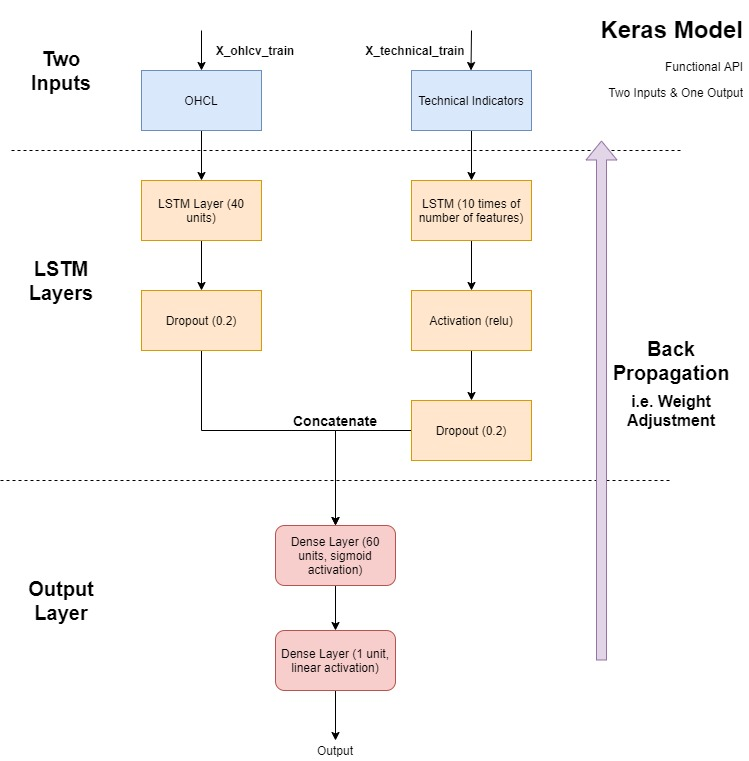 Keras Model
Functional API
Two Inputs & One Output
Two
Inputs
X_ohlcv_train
X_technical_train
OHCL
Technical Indicators
LSTM
Layers
LSTM Layer (40
units)
LSTM (10 times of
number of features)
Dropout (0.2)
Activation (relu)
Concatenate
Dropout (0.2)
Back
Propagation
i.e. Weight
Adjustment
Output
Layer
Dense Layer (60
units, sigmoid
activation)
Dense Layer (1 unit,
linear activation)
Output